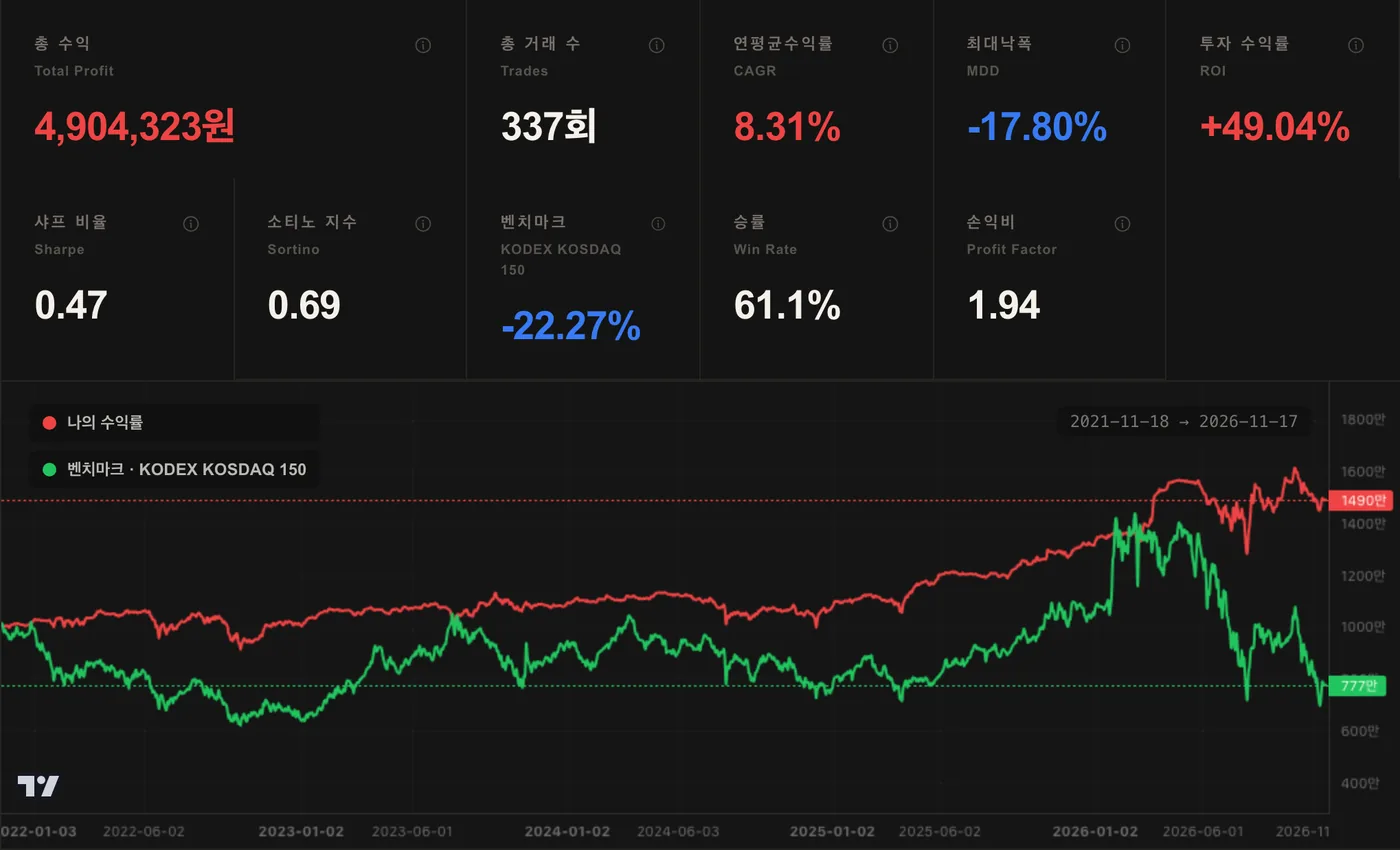 총 수익
Total Profit
4,904,323원
총 거래 수
Trades
337회
연평균수익률
CAGR
8.31%
최대낙폭
MDD
-17.80%
투자 수익률
ROI
+49.04%
샤프 비율
Sharpe
0.47
소티노 지수
Sortino
0.69
벤치마크
KODEX KOSDAQ
150
-22.27%
승률
Win Rate
61.1%
손익비
Profit Factor
1.94
나의 수익률
벤치마크 · KODEX KOSDAQ 150
2021-11-18 → 2026-11-17
1800만
1600만
1490만
1400만
1200만
1000만
777만
600만
400만
022-01-03 2022-06-02 2023-01-02 2023-06-01 2024-01-02 2024-06-03 2025-01-02 2025-06-02 2026-01-02 2026-06-01 2026-11